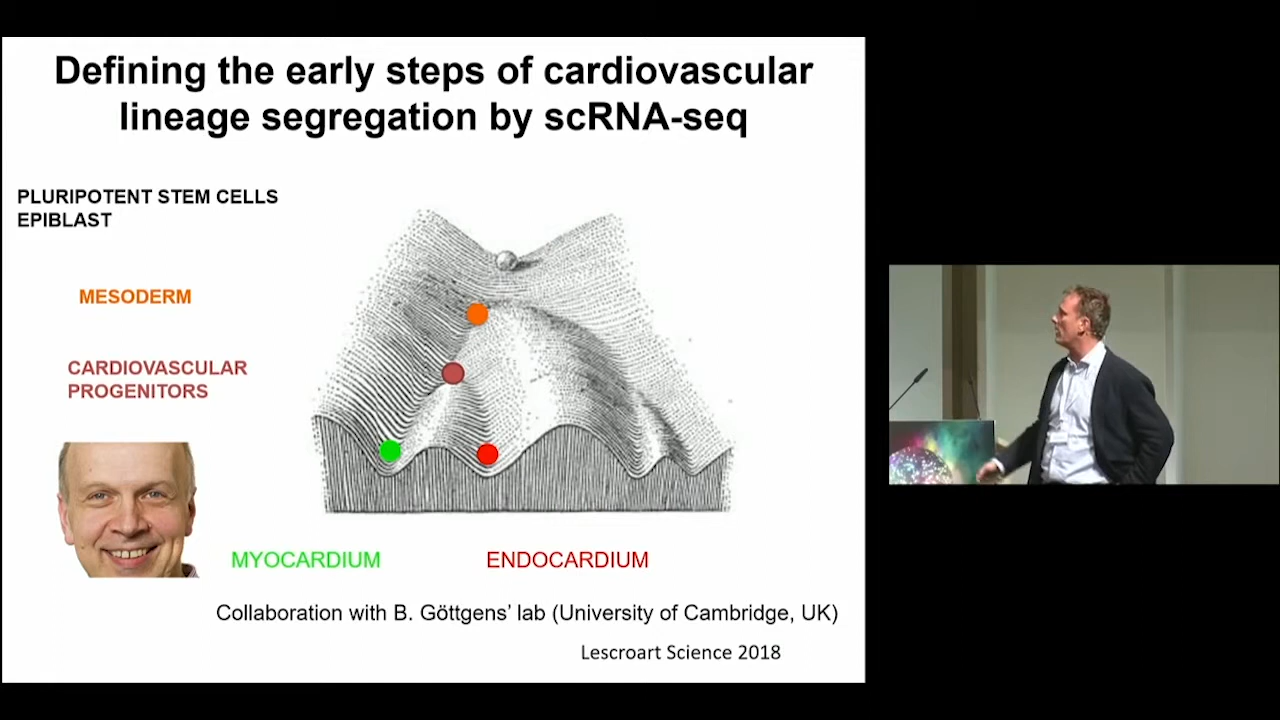 Defining the early steps of cardiovascular
lineage segregation by scRNA-seq
PLURIPOTENT STEM CELLS
EPIBLAST
MESODERM
CARDIOVASCULAR
PROGENITORS
MYOCARDIUM
ENDOCARDIUM
Collaboration with B. Göttgens’ lab (University of Cambridge, UK)
Lescroart Science 2018